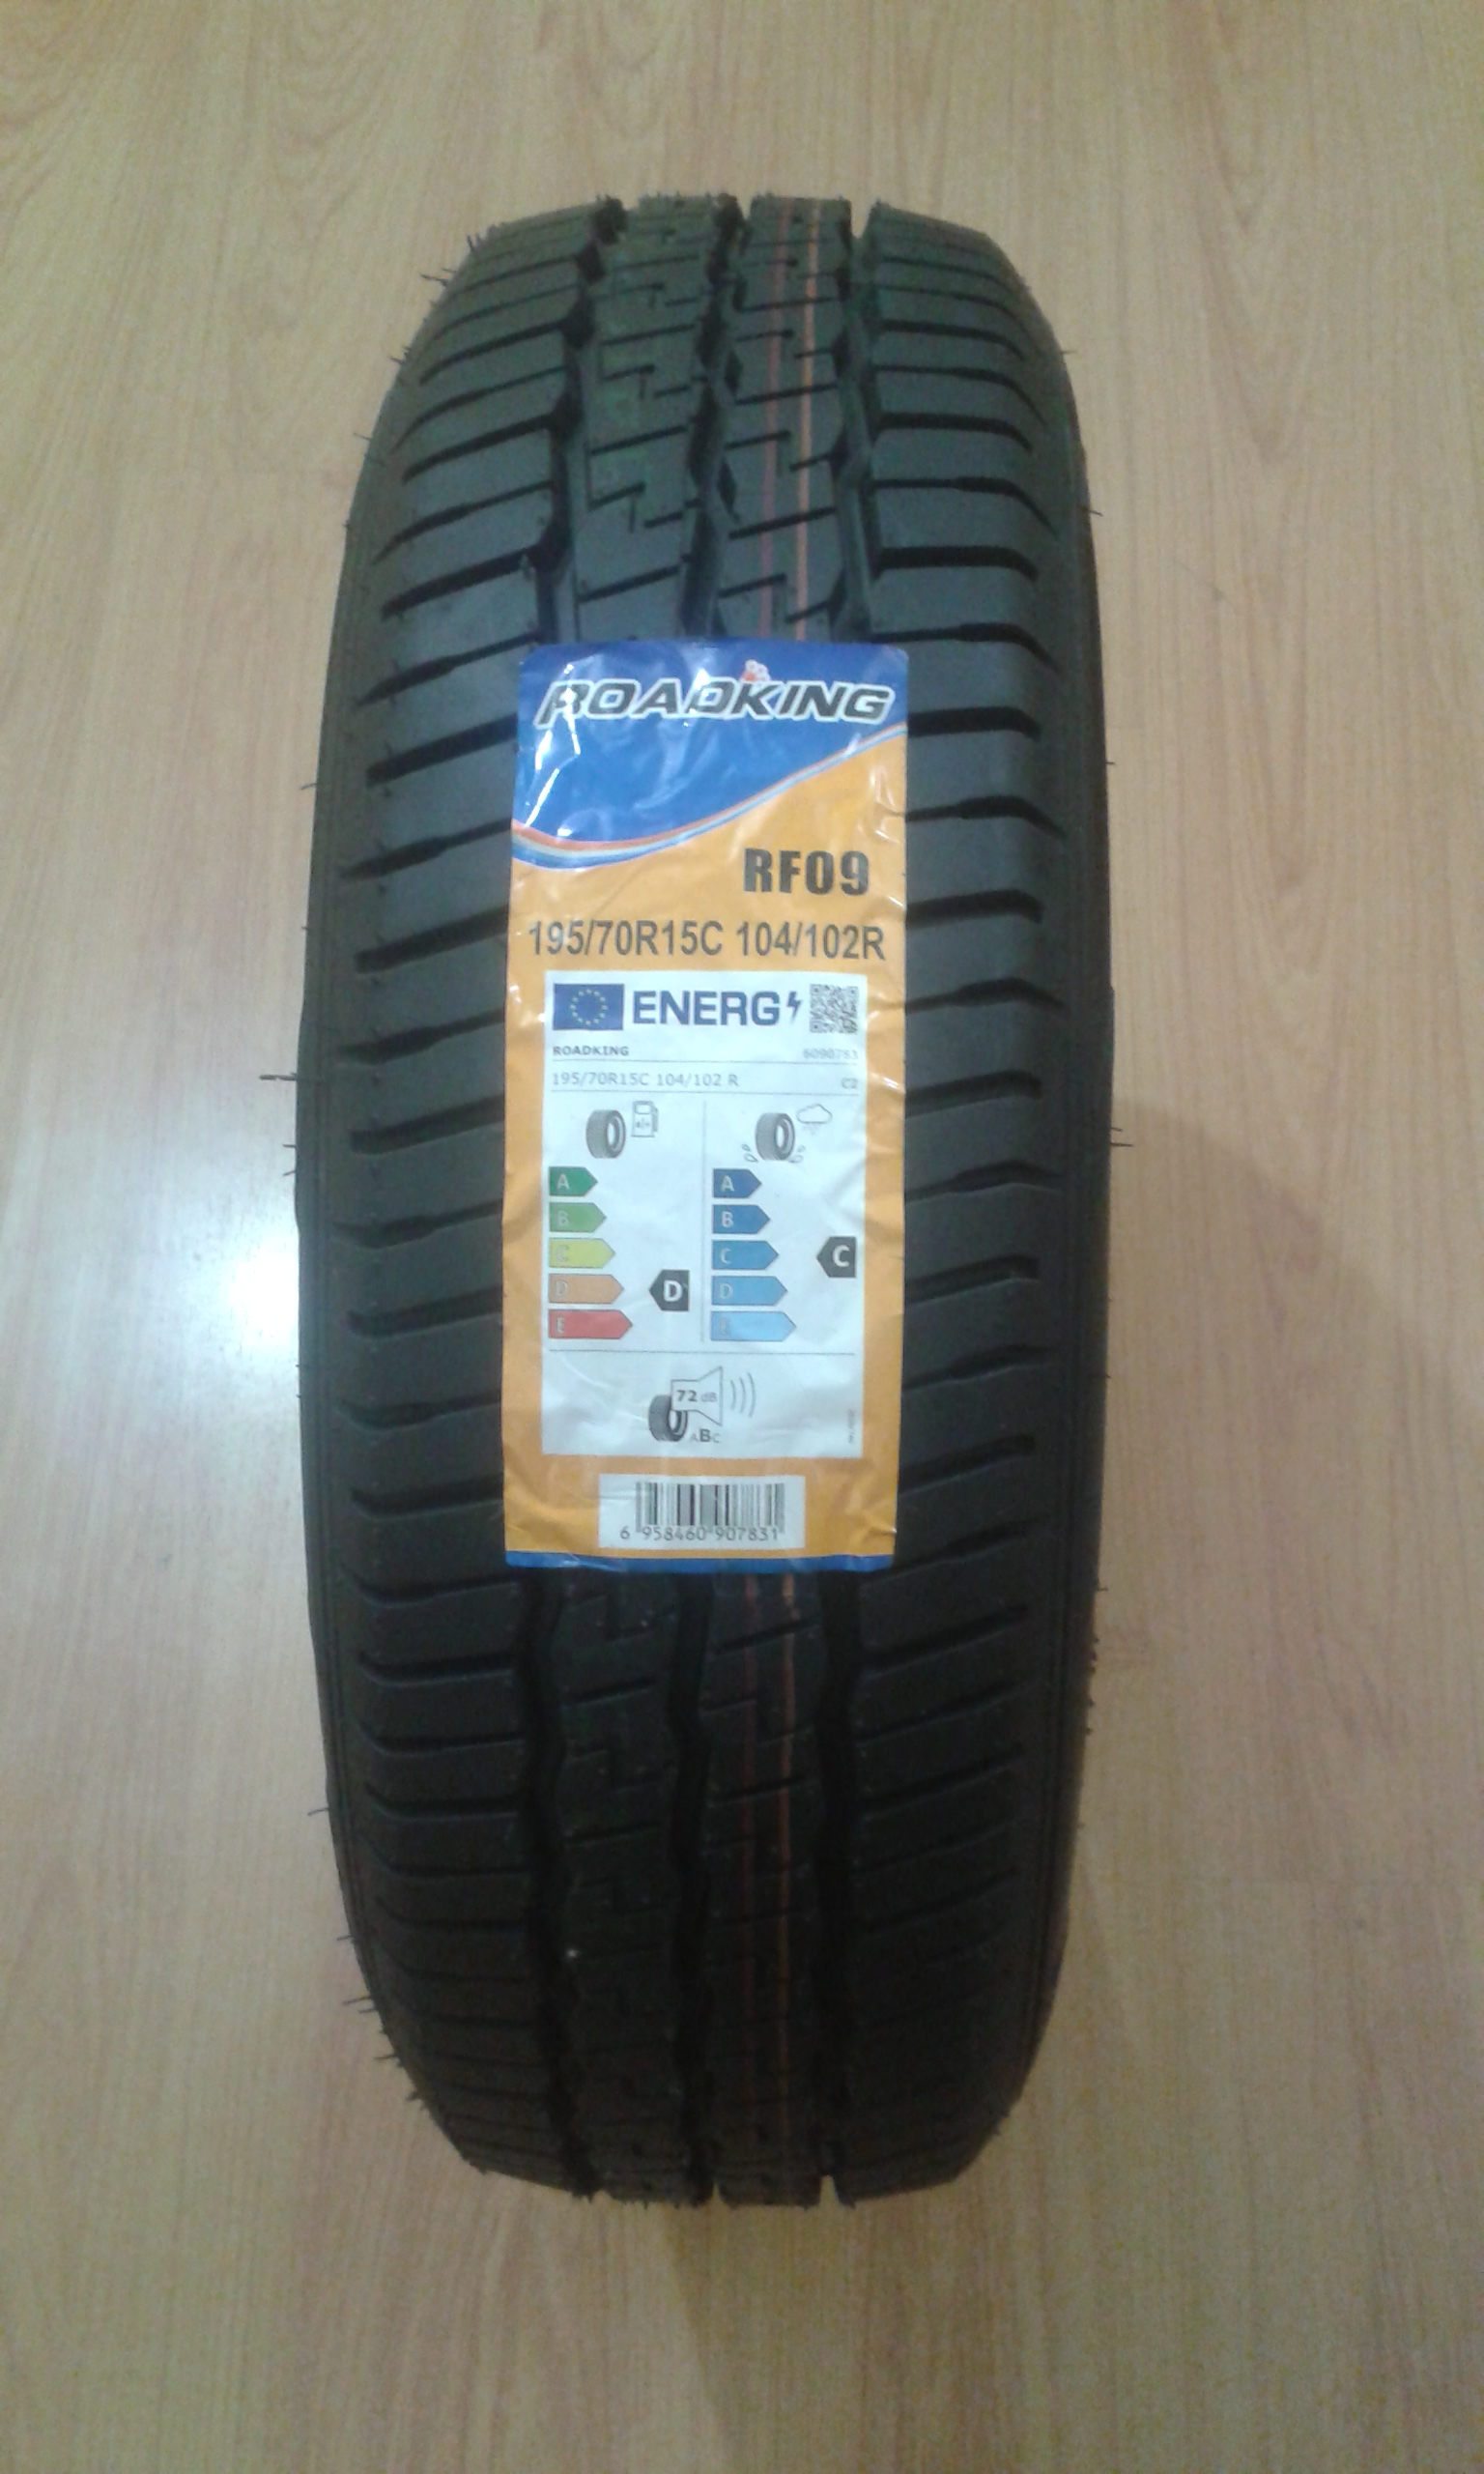 ROADKING
RF09
195/70R15C 104/102R
ENERG
ROADKING 6090783
195/70R15C 104/102 R C2
A A
B B
C C C
D D D
E E
72 dB
ABC
6 958460 907831